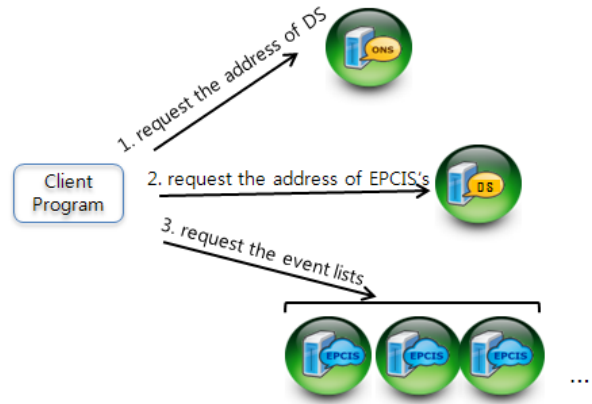 1. request the address of DS
ONS
Client
Program
2. request the address of EPCIS's
DS
3. request the event lists
EPCIS
EPCIS
EPCIS
...